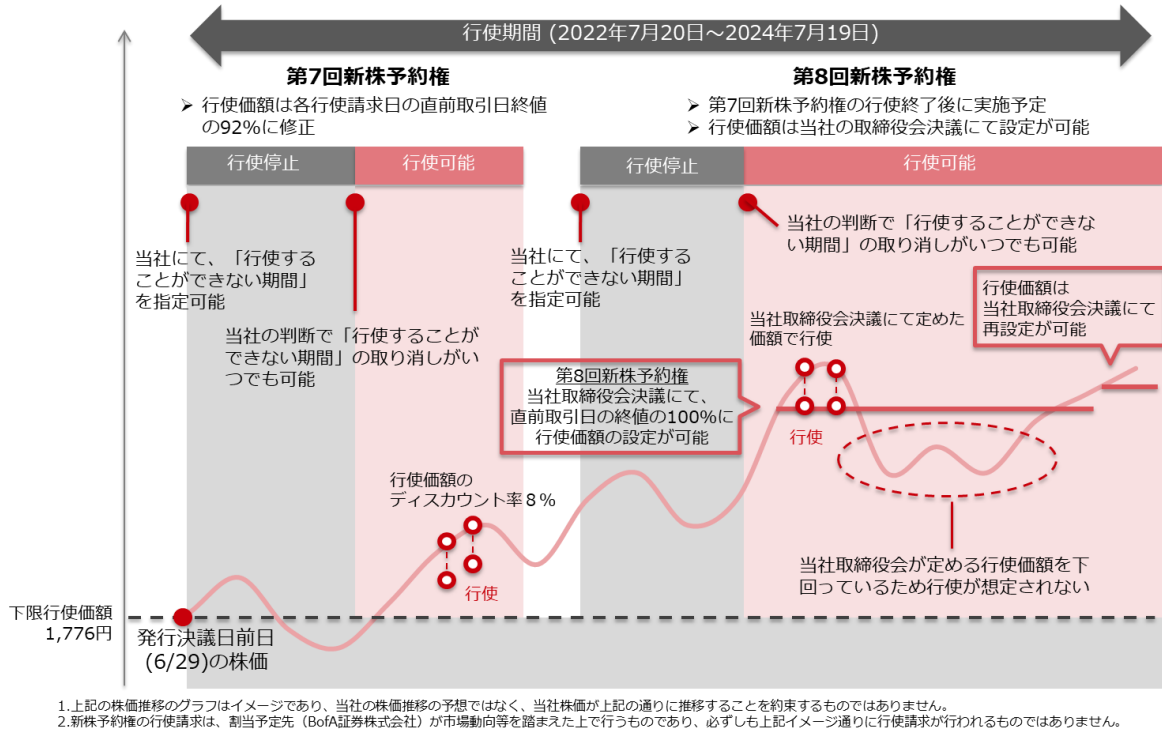 行使期間 (2022年7月20日～2024年7月19日)
第7回新株予約権
➢ 行使価額は各行使請求日の直前取引日終値
の92%に修正
第8回新株予約権
➢ 第7回新株予約権の行使終了後に実施予定
➢ 行使価額は当社の取締役会決議にて設定が可能
行使停止
行使可能
行使停止
行使可能
当社にて、「行使する
ことができない期間」
を指定可能
当社の判断で「行使することが
できない期間」の取り消しがい
つでも可能
当社にて、「行使する
ことができない期間」
を指定可能
当社の判断で「行使することができな
い期間」の取り消しがいつでも可能
行使価額は
当社取締役会決議にて
再設定が可能
当社取締役会決議にて定めた
価額で行使
第8回新株予約権
当社取締役会決議にて、
直前取引日の終値の100%に
行使価額の設定が可能
行使
行使価額の
ディスカウント率８%
行使
当社取締役会が定める行使価額を下
回っているため行使が想定されない
下限行使価額
1,776円
発行決議日前日
(6/29)の株価
1.上記の株価推移のグラフはイメージであり、当社の株価推移の予想ではなく、当社株価が上記の通りに推移することを約束するものではありません。
2.新株予約権の行使請求は、割当予定先（BofA証券株式会社）が市場動向等を踏まえた上で行うものであり、必ずしも上記イメージ通りに行使請求が行われるものではありません。